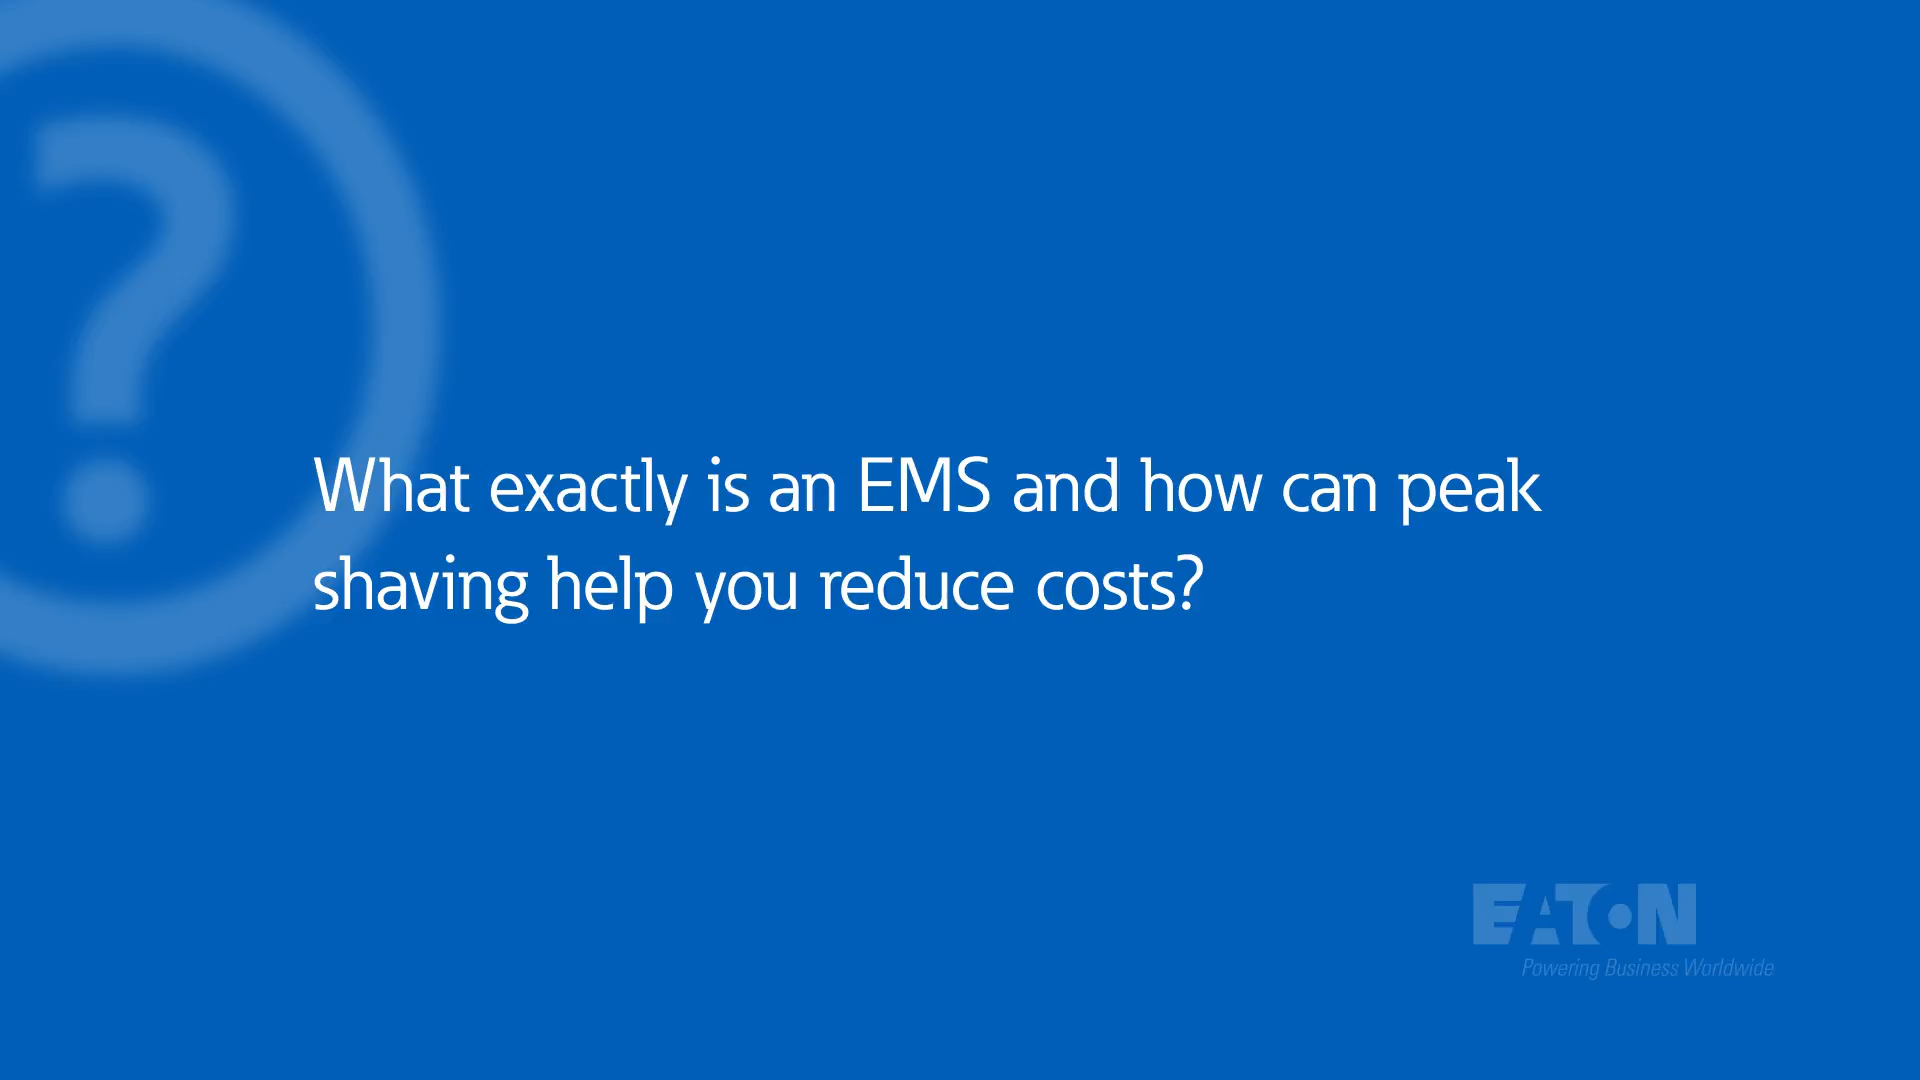 ?
What exactly is an EMS and how can peak
shaving help you reduce costs?
EATON
Powering Business Worldwide